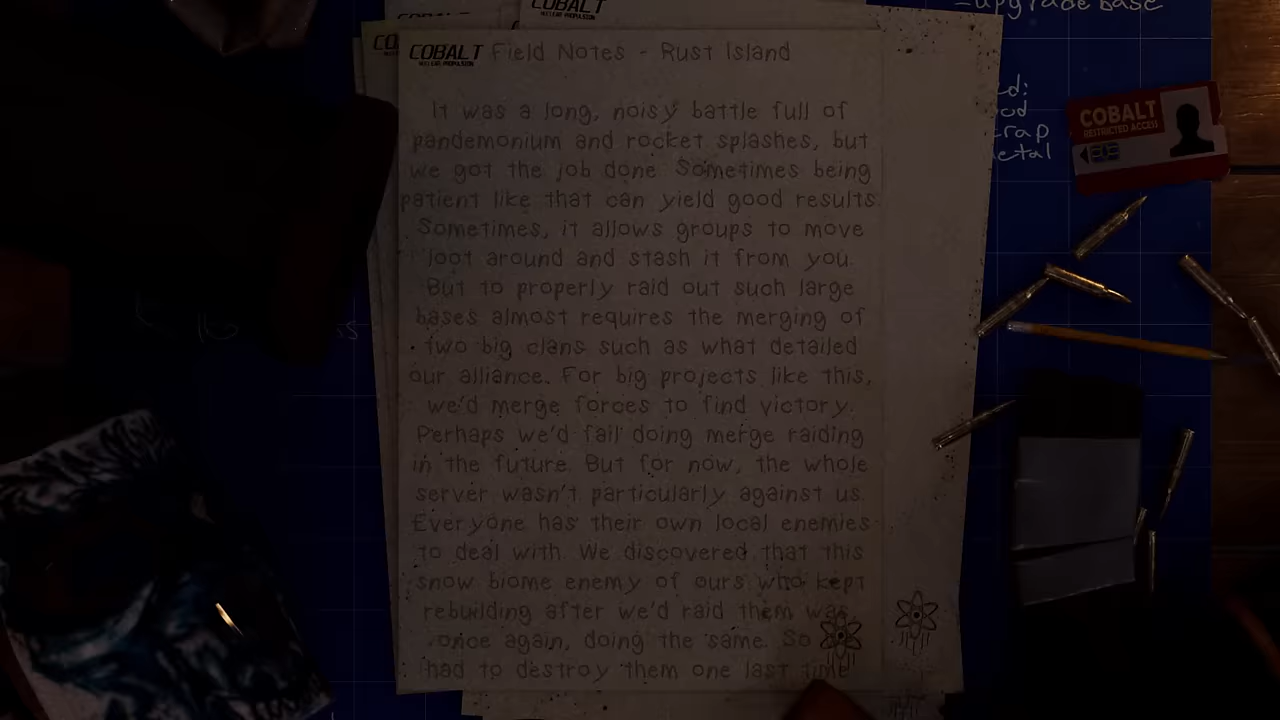 =upgrade base
COBALT
COBALT
NUCLEAR PROPULSION
Field Notes - Rust Island
It was a long, noisy battle full of
pandemonium and rocket splashes, but
we got the job done. Sometimes being
patient like that can yield good results.
Sometimes, it allows groups to move
loot around and stash it from you.
But to properly raid out such large
bases almost requires the merging of
two big clans such as what detailed
our alliance. For big projects like this,
we'd merge forces to find victory.
Perhaps we'd fail doing merge raiding
in the future. But for now, the whole
server wasn't particularly against us.
Everyone has their own local enemies
to deal with. We discovered that this
snow biome enemy of ours who kept
rebuilding after we'd raid them was
once again, doing the same. So
had to destroy them one last time
COBALT
RESTRICTED ACCESS